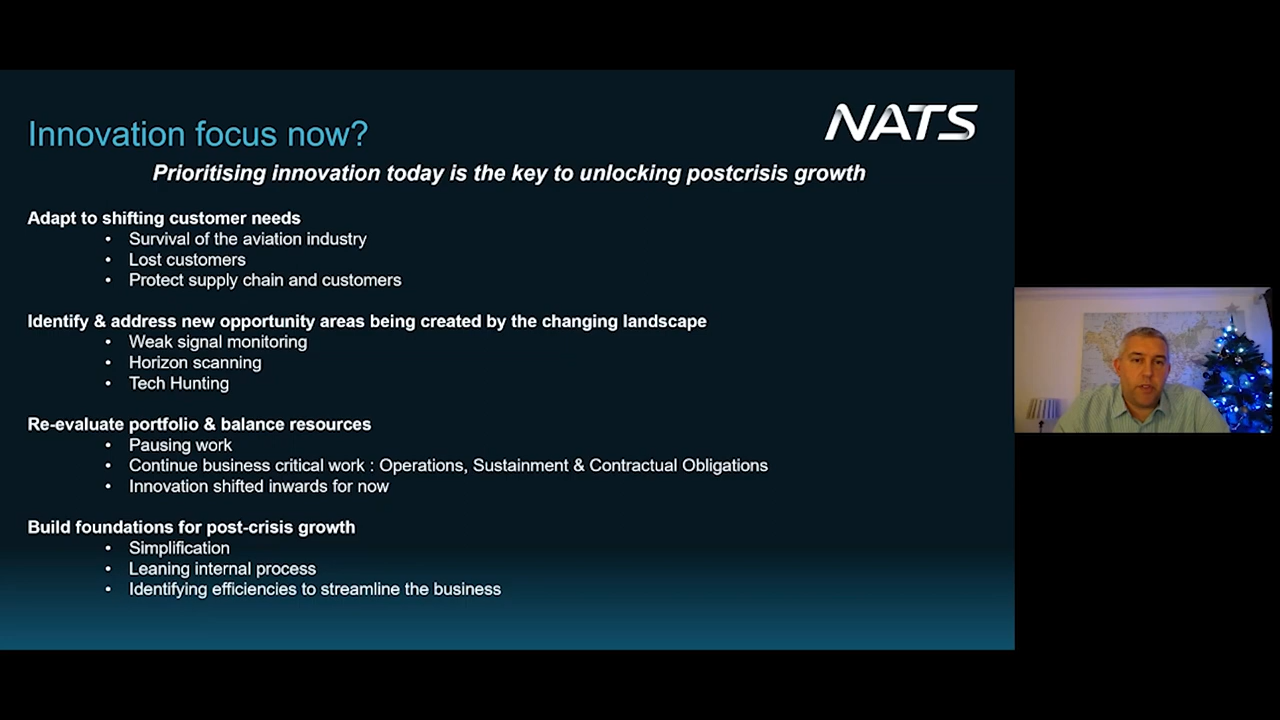 NATS
Innovation focus now?
Prioritising innovation today is the key to unlocking postcrisis growth
Adapt to shifting customer needs
• Survival of the aviation industry
• Lost customers
• Protect supply chain and customers
Identify & address new opportunity areas being created by the changing landscape
• Weak signal monitoring
• Horizon scanning
• Tech Hunting
Re-evaluate portfolio & balance resources
• Pausing work
• Continue business critical work : Operations, Sustainment & Contractual Obligations
• Innovation shifted inwards for now
Build foundations for post-crisis growth
• Simplification
• Leaning internal process
• Identifying efficiencies to streamline the business